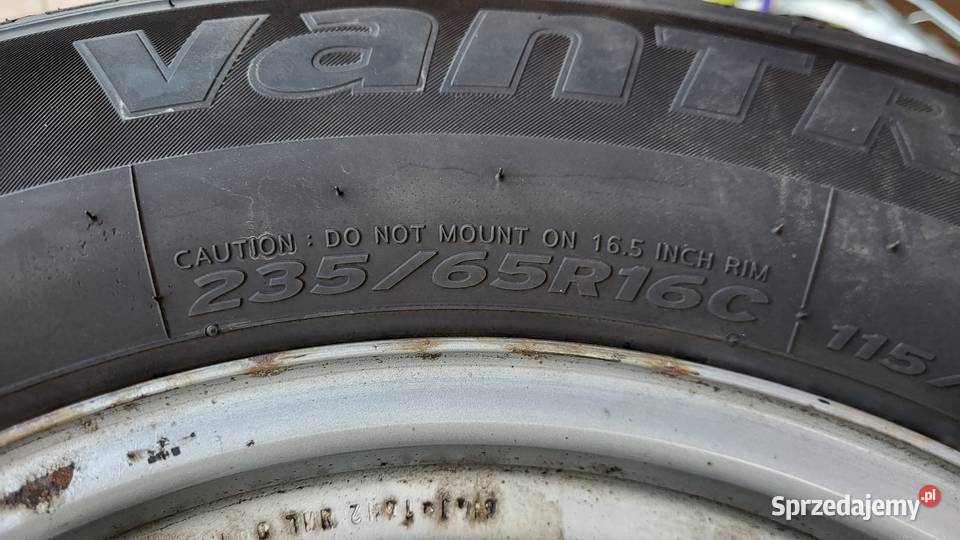 vanTR
CAUTION : DO NOT MOUNT ON 16.5 INCH RIM
235/65R16C
115/
Sprzedajemy.pl